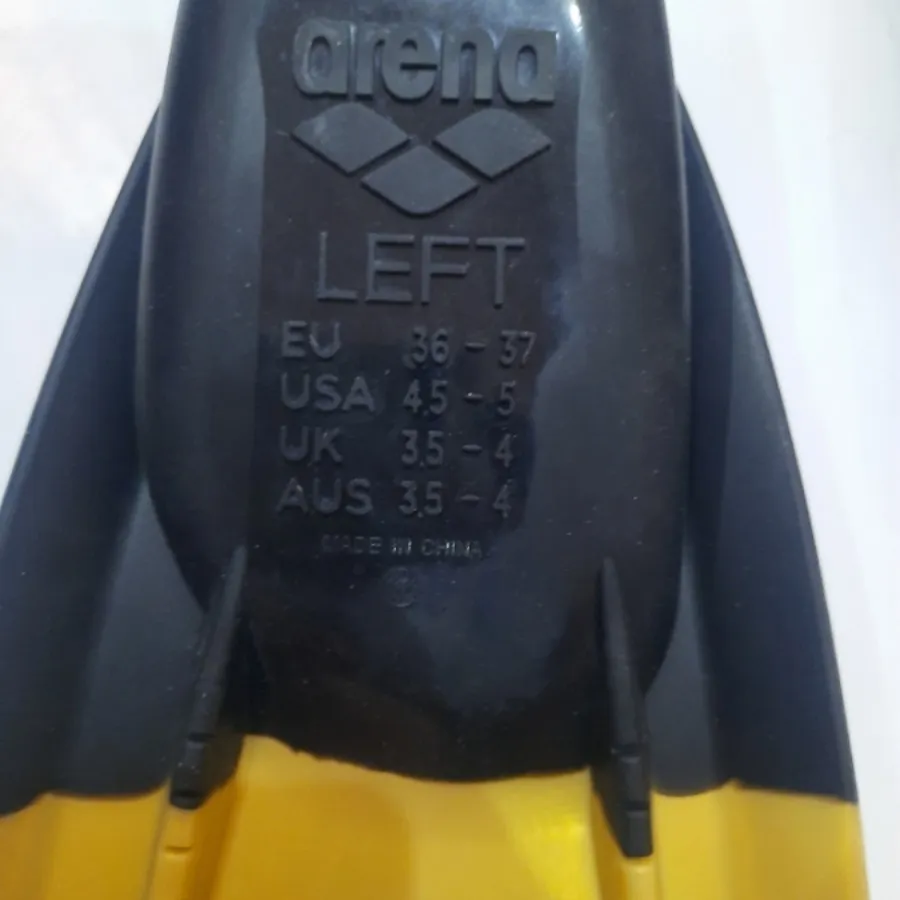 arena
LEFT
EU 36 - 37
USA 4.5 - 5
UK 3.5 - 4
AUS 3.5 - 4
MADE IN CHINA